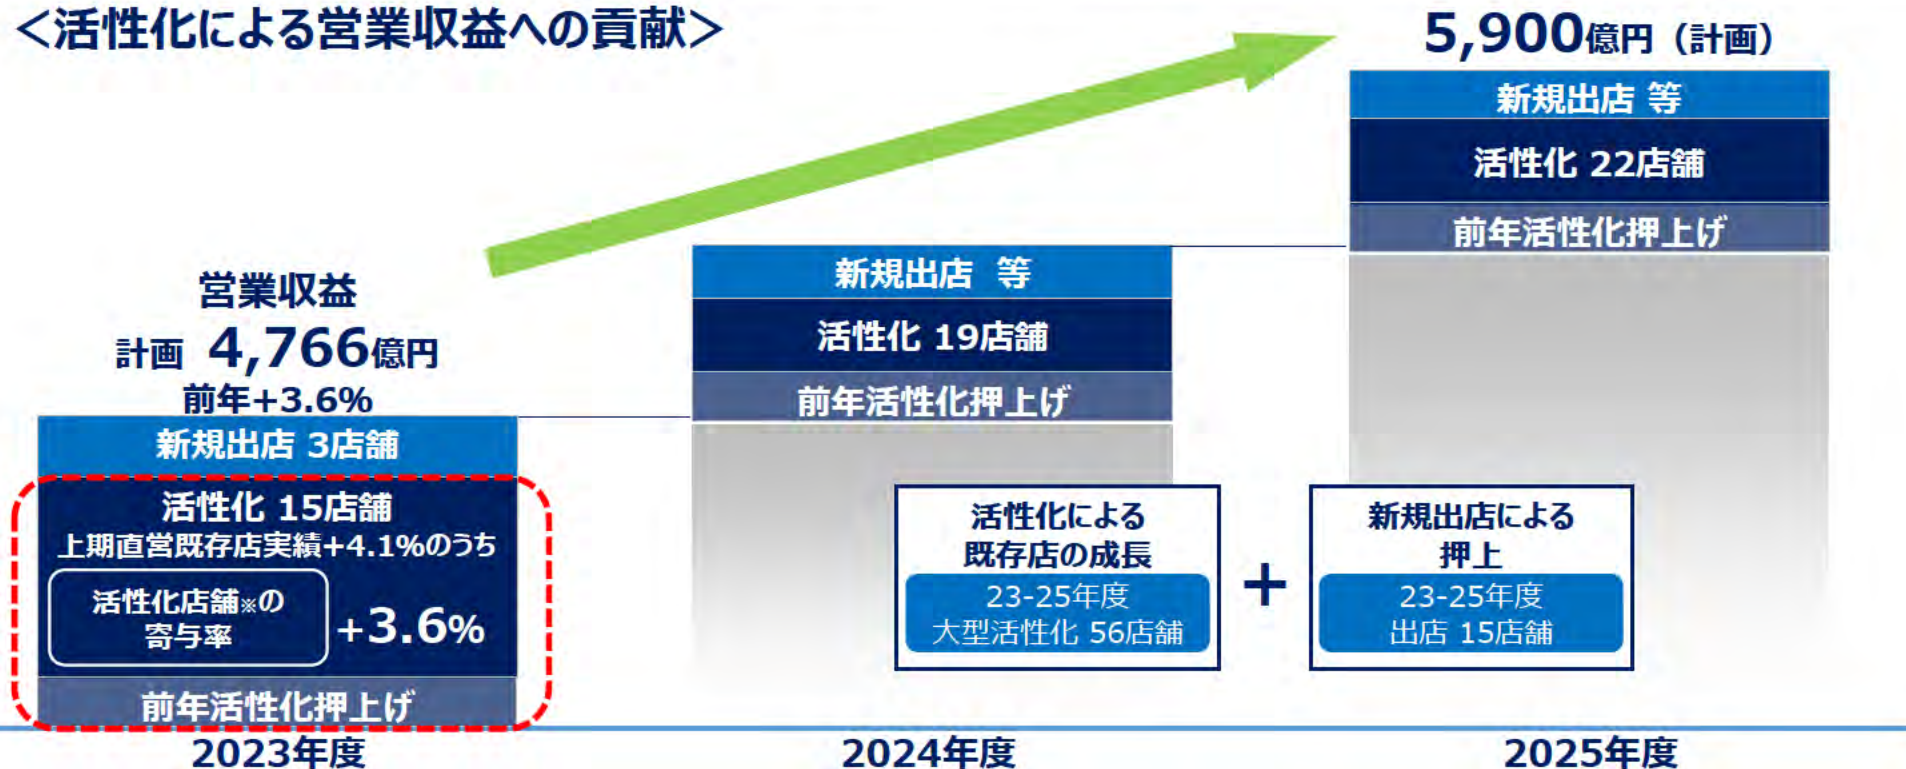 <活性化による営業収益への貢献>
5,900億円（計画）
新規出店 等
活性化 22店舗
前年活性化押上げ
新規出店 等
活性化 19店舗
前年活性化押上げ
営業収益
計画 4,766億円
前年+3.6%
新規出店 3店舗
活性化 15店舗
上期直営既存店実績+4.1%のうち
活性化店舗※の
寄与率
+3.6%
前年活性化押上げ
活性化による
既存店の成長
23-25年度
大型活性化 56店舗
+
新規出店による
押上
23-25年度
出店 15店舗
2023年度
2024年度
2025年度